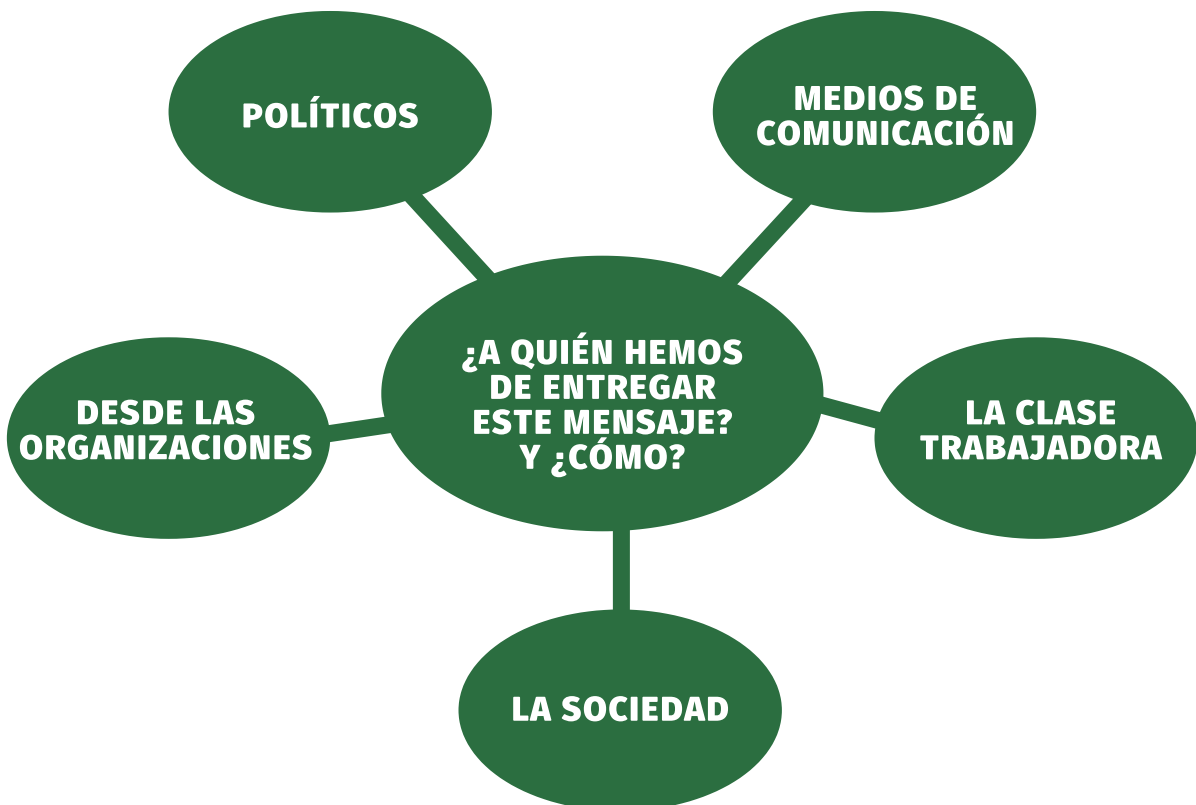 POLÍTICOS
MEDIOS DE
COMUNICACIÓN
¿A QUIÉN HEMOS
DE ENTREGAR
ESTE MENSAJE?
Y ¿CÓMO?
DESDE LAS
ORGANIZACIONES
LA CLASE
TRABAJADORA
LA SOCIEDAD